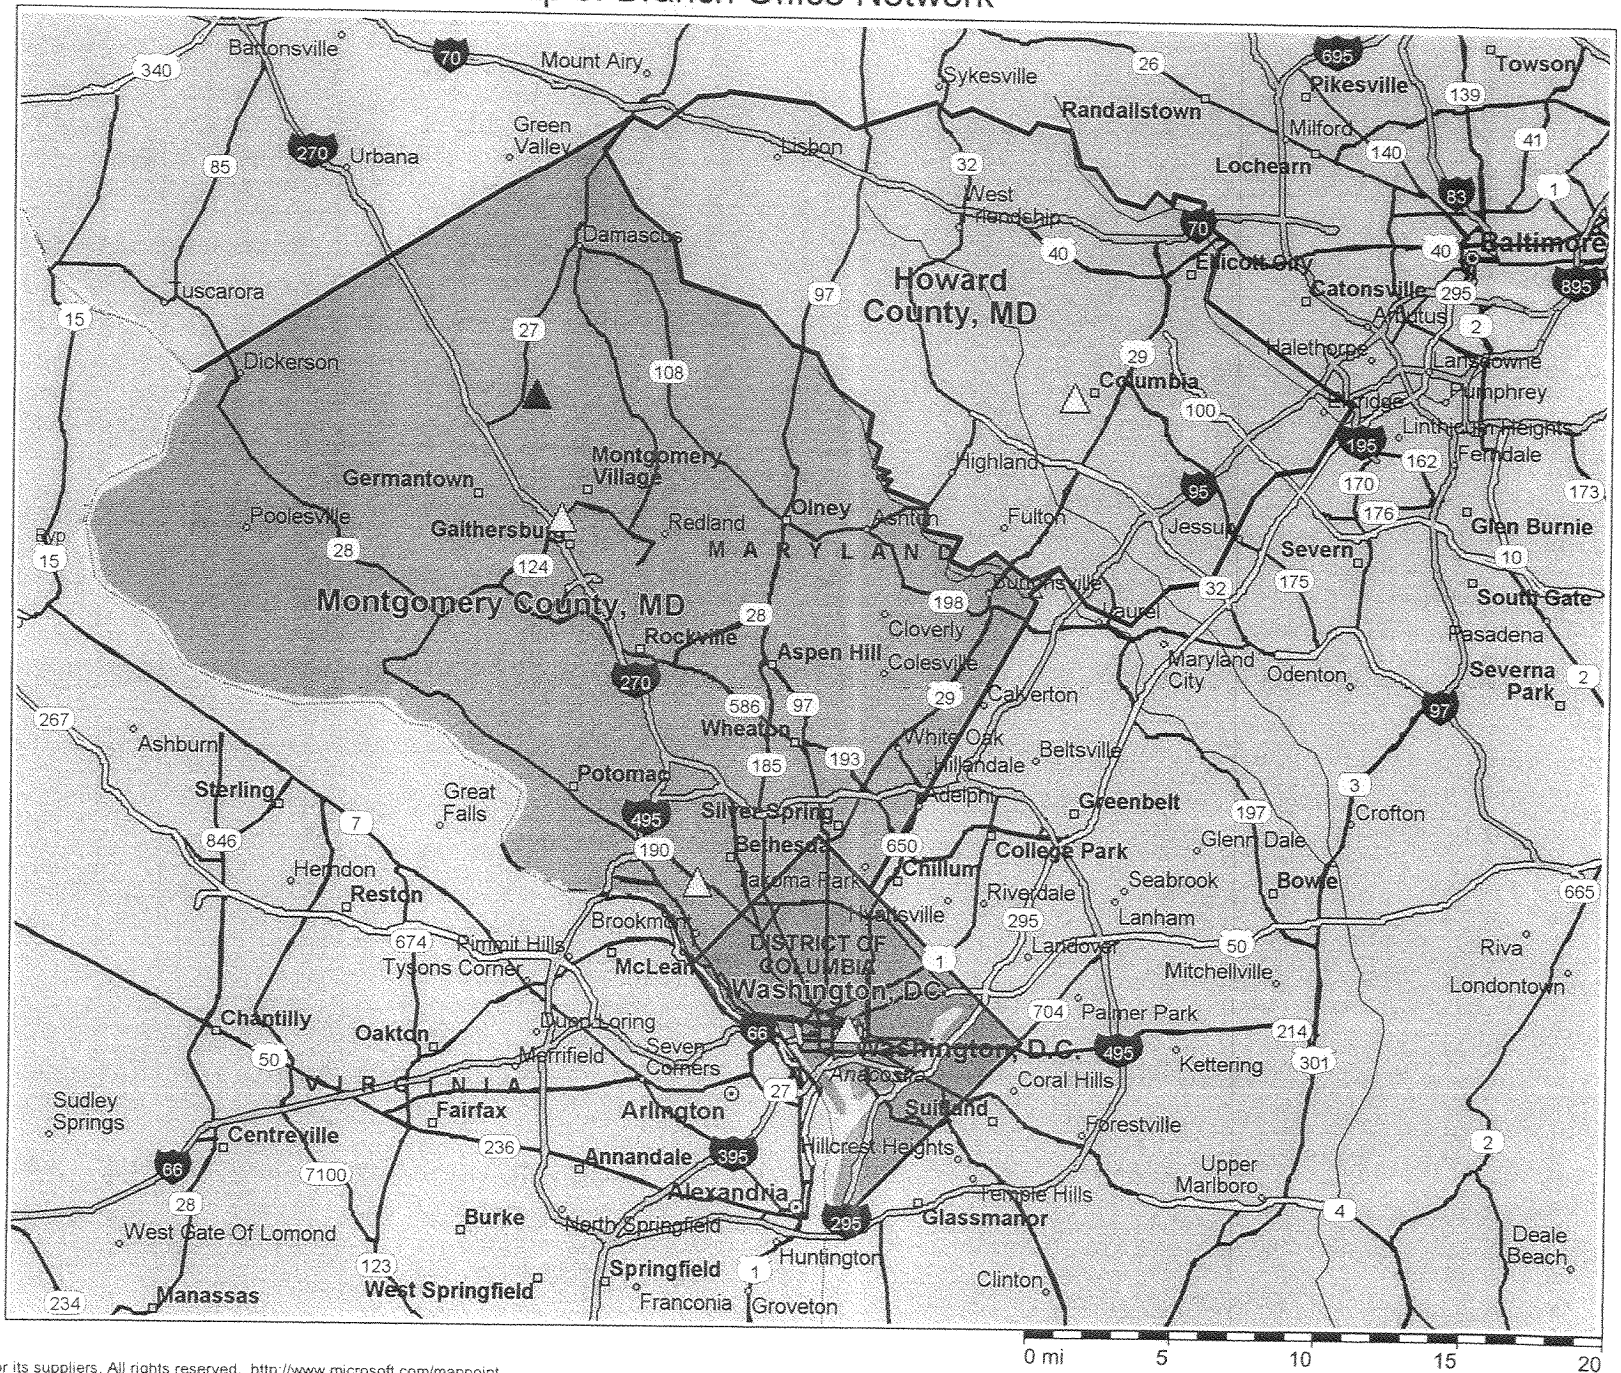 Branch Office Network
Bartonsville
340
70
Mount Airy
Sykesville
26
695
Towson
Pikesville
139
Randallstown
Green
Valley
Milford
41
270
Urbana
Lisbon
140
85
32
Lochearn
83
1
West
Friendship
70
Damascus
40
40
Baltimore
Ellicott City
Howard
County, MD
Tuscarora
97
Catonsville
295
895
15
Arbutus
2
27
Halethorpe
Lansdowne
Dickerson
29
108
Columbia
Pumphrey
100
Elkridge
Linthicum Heights
195
Montgomery
Village
Highland
162
Ferndale
Germantown
95
170
173
Poolesville
Olney
176
Gaithersburg
Redland
Ashton
Fulton
Jessup
Glen Burnie
28
MARYLAND
Severn
10
15
124
Burtonsville
175
32
Montgomery County, MD
198
South Gate
28
Laurel
Cloverly
Rockville
Pasadena
Aspen Hill
Colesville
Maryland
City
Odenton
Severna
Park
2
270
29
Calverton
586
97
97
267
Wheaton
White Oak
Ashburn
Beltsville
193
185
Hillandale
Potomac
Sterling
Great
Falls
Adelphi
3
Silver Spring
Greenbelt
495
197
Crofton
7
846
190
Bethesda
650
College Park
Glenn Dale
Herndon
Chillum
Takoma Park
Seabrook
Bowie
Reston
Riverdale
665
Hyattsville
Brookmont
295
Lanham
674
Pimmit Hills
DISTRICT OF
COLUMBIA
Landover
50
Riva
Tysons Corner
McLean
1
Mitchellville
Washington, DC
Londontown
Chantilly
Dunn Loring
704
Palmer Park
Oakton
66
214
50
Seven
Corners
Washington, D.C.
495
Merrifield
Kettering
301
Anacostia
VIRGINIA
Coral Hills
27
Sudley
Springs
Fairfax
Arlington
Suitland
Forestville
Centreville
236
Hillcrest Heights
2
66
Annandale
395
7100
Upper
Marlboro
Alexandria
Temple Hills
28
Burke
North Springfield
295
Glassmanor
4
West Gate Of Lomond
Deale
Beach
Huntington
123
Springfield
1
Clinton
West Springfield
234
Manassas
Franconia
Groveton
0 mi 5 10 15 20
or its suppliers. All rights reserved. http://www.microsoft.com/mappoint